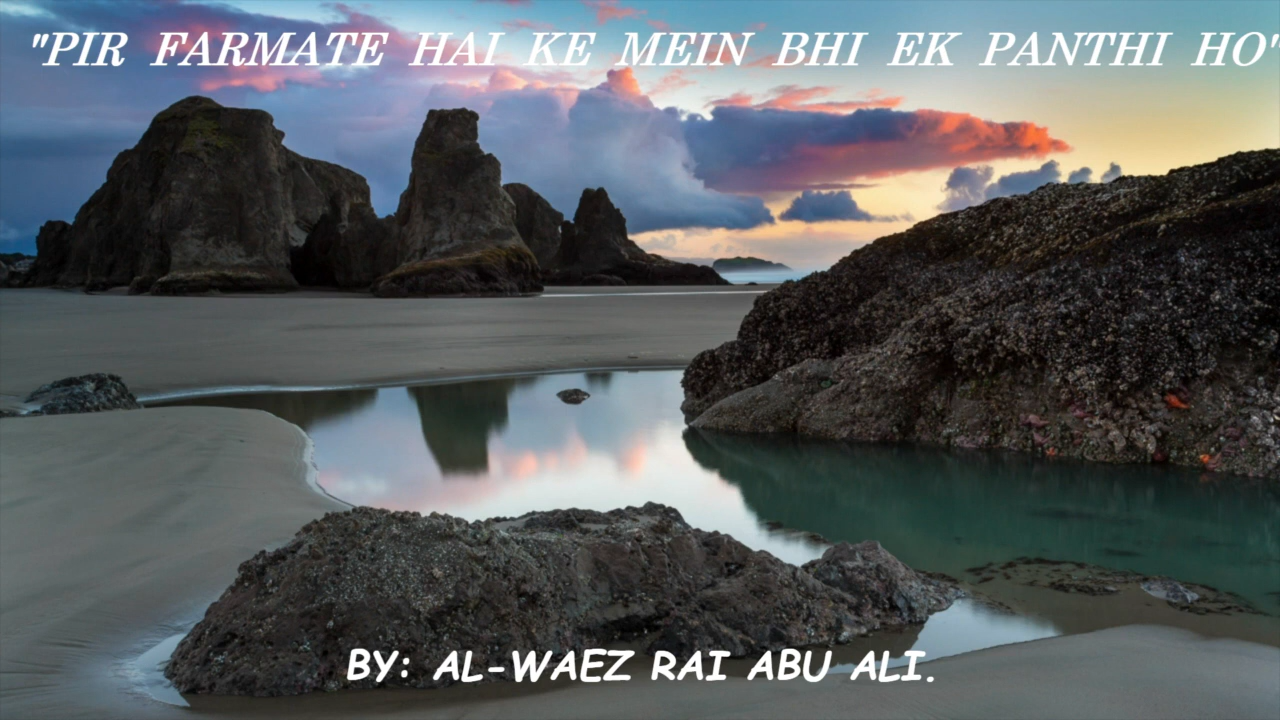 "PIR FARMATE HAI KE MEIN BHI EK PANTHI HO"
BY: AL-WAEZ RAI ABU ALI.